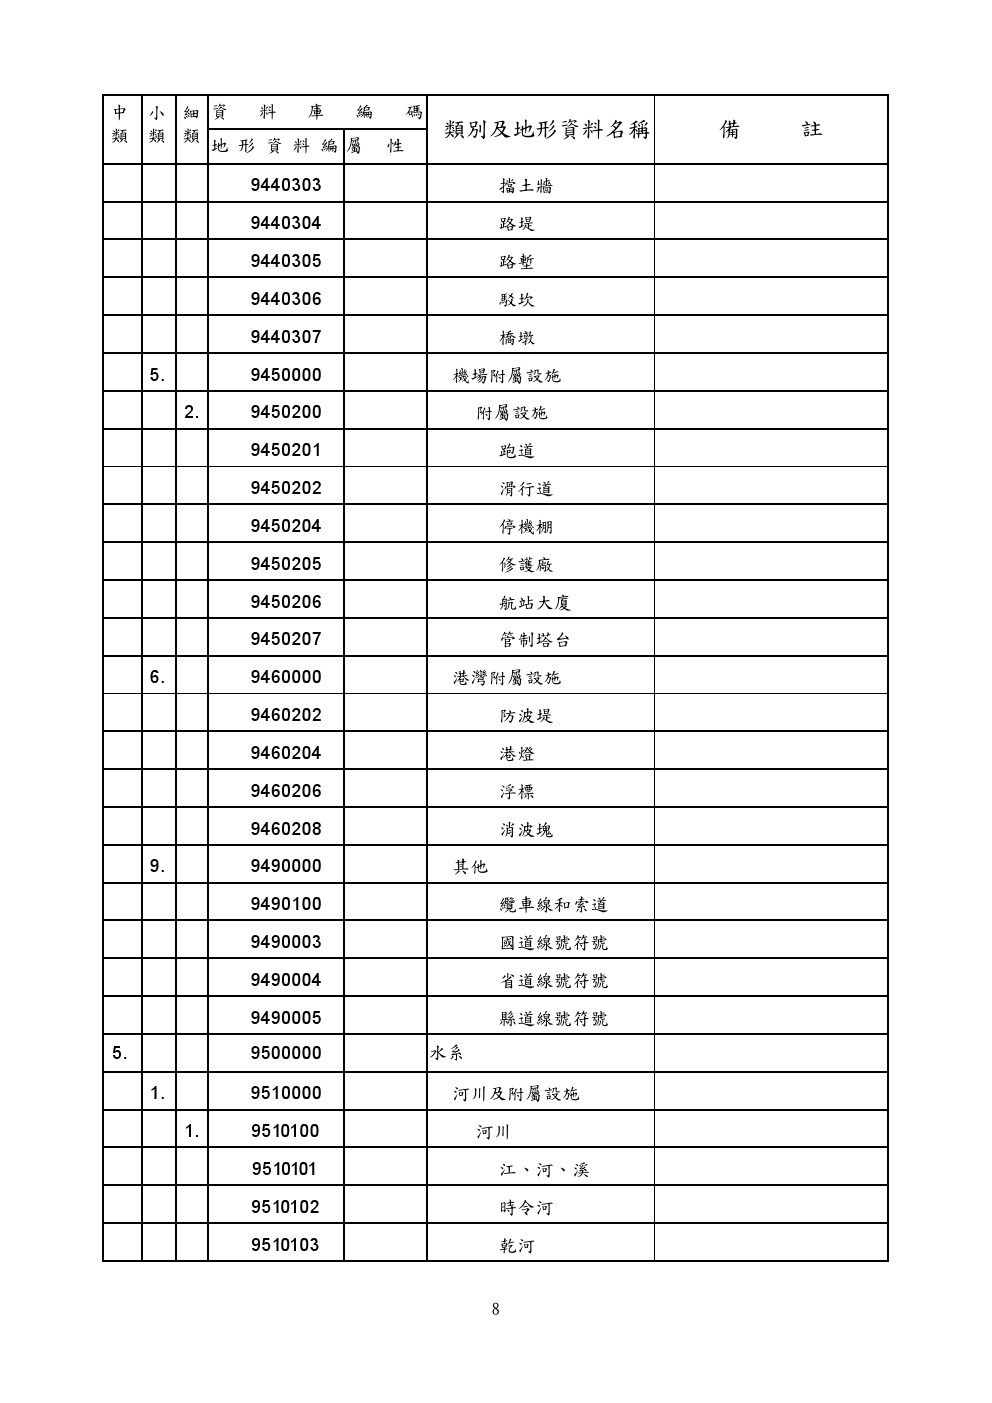 中類 小類 細類 資料庫編碼 類別及地形資料名稱 備註
地形資料編 屬性
9440303 擋土牆
9440304 路堤
9440305 路塹
9440306 駁坎
9440307 橋墩
5. 9450000 機場附屬設施
2. 9450200 附屬設施
9450201 跑道
9450202 滑行道
9450204 停機棚
9450205 修護廠
9450206 航站大廈
9450207 管制塔台
6. 9460000 港灣附屬設施
9460202 防波堤
9460204 港燈
9460206 浮標
9460208 消波塊
9. 9490000 其他
9490100 纜車線和索道
9490003 國道線號符號
9490004 省道線號符號
9490005 縣道線號符號
5. 9500000 水系
1. 9510000 河川及附屬設施
1. 9510100 河川
9510101 江、河、溪
9510102 時令河
9510103 乾河
8